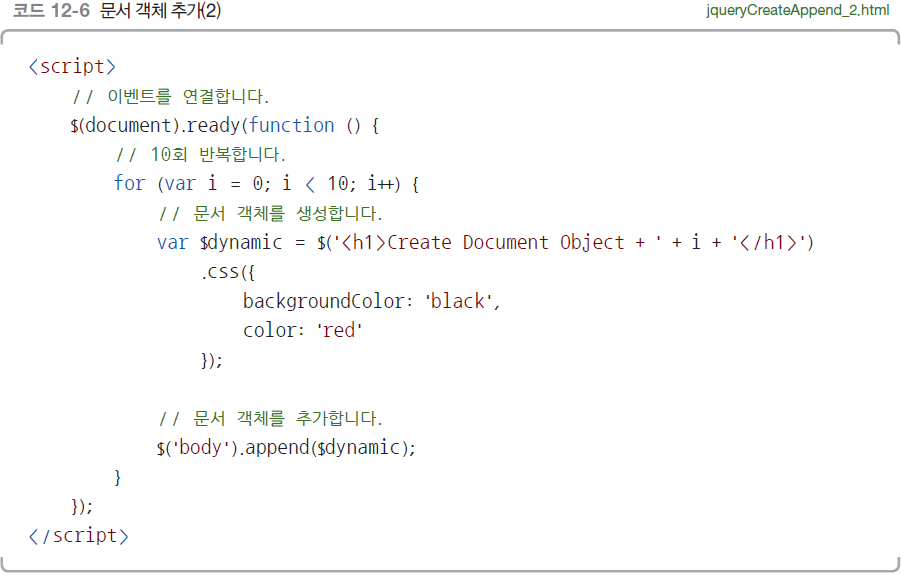 코드 12-6 문서 객체 추가(2) jqueryCreateAppend_2.html
<script>
// 이벤트를 연결합니다.
$(document).ready(function () {
// 10회 반복합니다.
for (var i = 0; i < 10; i++) {
// 문서 객체를 생성합니다.
var $dynamic = $('<h1>Create Document Object + ' + i + '</h1>')
.css({
backgroundColor: 'black',
color: 'red'
});
// 문서 객체를 추가합니다.
$('body').append($dynamic);
}
});
</script>